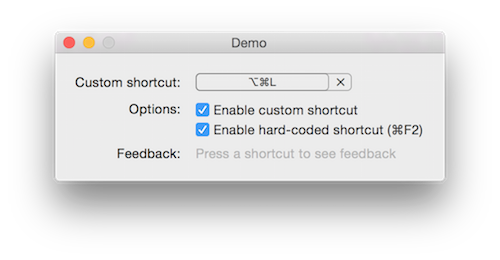 Demo
Custom shortcut: ⌥⌘L ×
Options: Enable custom shortcut
Enable hard-coded shortcut (⌘F2)
Feedback: Press a shortcut to see feedback